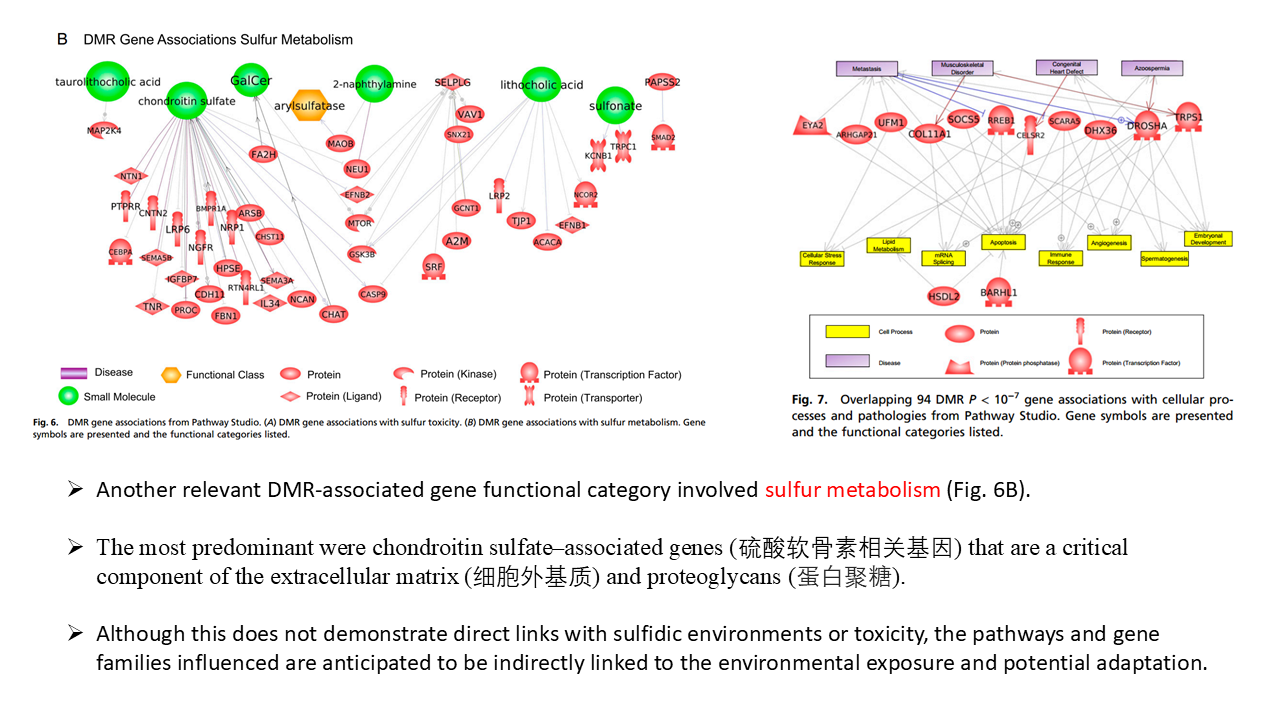 B DMR Gene Associations Sulfur Metabolism
taurolithocholic acid
chondroitin sulfate
GalCer
arylsulfatase
2-naphthylamine
SELPLG
lithocholic acid
sulfonate
PAPSS2
MAP2K4
VAV1
SNX21
SMAD2
TRPC1
KCNB1
FA2H
MAOB
NEU1
NTN1
PTPRR
CNTN2
LRP6
BMPR1A
NRP1
ARSB
EFNB2
MTOR
GSK3B
GCNT1
LRP2
NCOR2
TJP1
EFNB1
ACACA
A2M
SRF
CEBPA
SEMA5B
NGFR
CHST11
HPSE
IGFBP7
RTN4RL1
SEMA3A
CDH11
IL34
NCAN
CASP9
TNR
PROC
FBN1
CHAT
Disease
Functional Class
Protein
Protein (Kinase)
Protein (Transcription Factor)
Small Molecule
Protein (Ligand)
Protein (Receptor)
Protein (Transporter)
Fig. 6. DMR gene associations from Pathway Studio. (A) DMR gene associations with sulfur toxicity. (B) DMR gene associations with sulfur metabolism. Gene
symbols are presented and the functional categories listed.
Metastasis
Musculoskeletal
Disorder
Congenital
Heart Defect
Azoospermia
EYA2
ARHGAP21
UFM1
COL11A1
SOCS5
RREB1
CELSR2
SCARA5
DHX36
DROSHA
TRPS1
Cellular Stress
Response
Lipid
Metabolism
mRNA
Splicing
Apoptosis
Immune
Response
Angiogenesis
Spermatogenesis
Embryonal
Development
HSDL2
BARHL1
Cell Process
Protein
Protein (Receptor)
Disease
Protein (Protein phosphatase)
Protein (Transcription Factor)
Fig. 7. Overlapping 94 DMR P < 10⁻⁷ gene associations with cellular pro-
cesses and pathologies from Pathway Studio. Gene symbols are presented
and the functional categories listed.
➢ Another relevant DMR-associated gene functional category involved sulfur metabolism (Fig. 6B).
➢ The most predominant were chondroitin sulfate–associated genes (硫酸软骨素相关基因) that are a critical
component of the extracellular matrix (细胞外基质) and proteoglycans (蛋白聚糖).
➢ Although this does not demonstrate direct links with sulfidic environments or toxicity, the pathways and gene
families influenced are anticipated to be indirectly linked to the environmental exposure and potential adaptation.